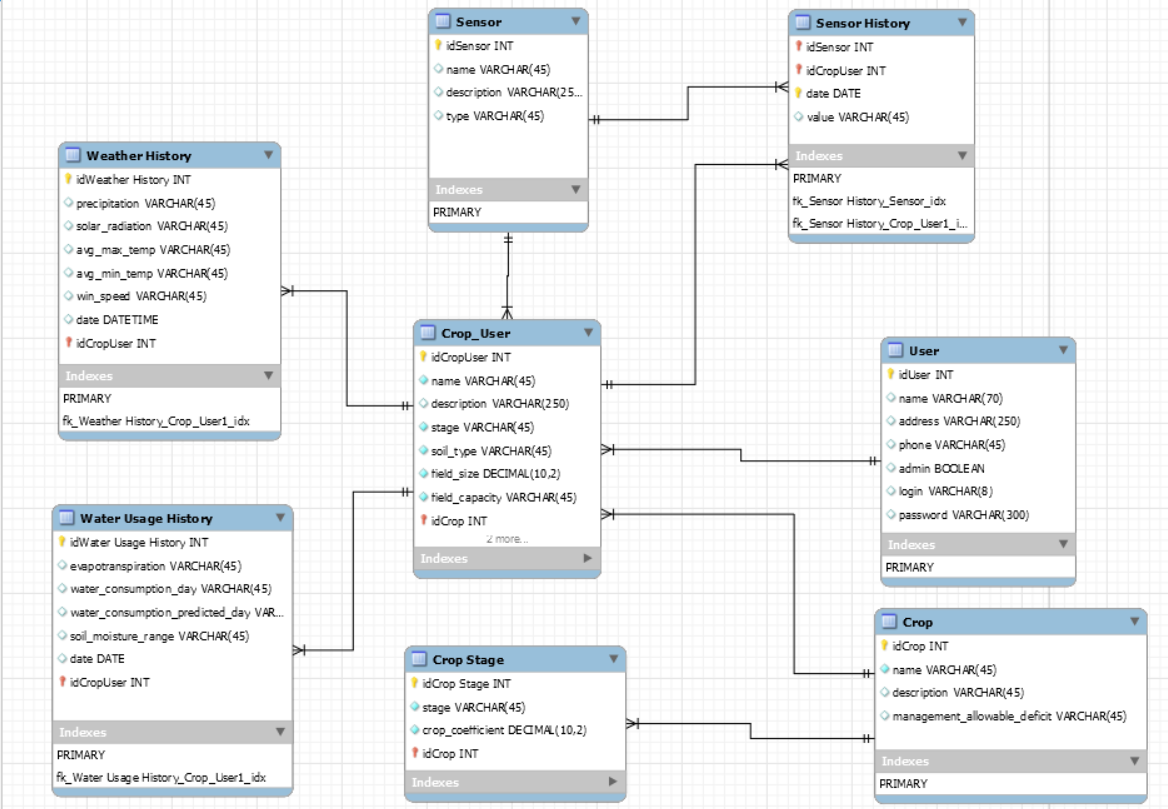 Sensor
idSensor INT
name VARCHAR(45)
description VARCHAR(25...
type VARCHAR(45)
Indexes
PRIMARY
Sensor History
idSensor INT
idCropUser INT
date DATE
value VARCHAR(45)
Indexes
PRIMARY
fk_Sensor History_Sensor_idx
fk_Sensor History_Crop_User1_i...
Weather History
idWeather History INT
precipitation VARCHAR(45)
solar_radiation VARCHAR(45)
avg_max_temp VARCHAR(45)
avg_min_temp VARCHAR(45)
win_speed VARCHAR(45)
date DATETIME
idCropUser INT
Indexes
PRIMARY
fk_Weather History_Crop_User1_idx
Crop_User
idCropUser INT
name VARCHAR(45)
description VARCHAR(250)
stage VARCHAR(45)
soil_type VARCHAR(45)
field_size DECIMAL(10,2)
field_capacity VARCHAR(45)
idCrop INT
2 more...
Indexes
User
idUser INT
name VARCHAR(70)
address VARCHAR(250)
phone VARCHAR(45)
admin BOOLEAN
login VARCHAR(8)
password VARCHAR(300)
Indexes
PRIMARY
Water Usage History
idWater Usage History INT
evapotranspiration VARCHAR(45)
water_consumption_day VARCHAR(45)
water_consumption_predicted_day VAR...
soil_moisture_range VARCHAR(45)
date DATE
idCropUser INT
Indexes
PRIMARY
fk_Water Usage History_Crop_User1_idx
Crop Stage
idCrop Stage INT
stage VARCHAR(45)
crop_coefficient DECIMAL(10,2)
idCrop INT
Indexes
Crop
idCrop INT
name VARCHAR(45)
description VARCHAR(45)
management_allowable_deficit VARCHAR(45)
Indexes
PRIMARY